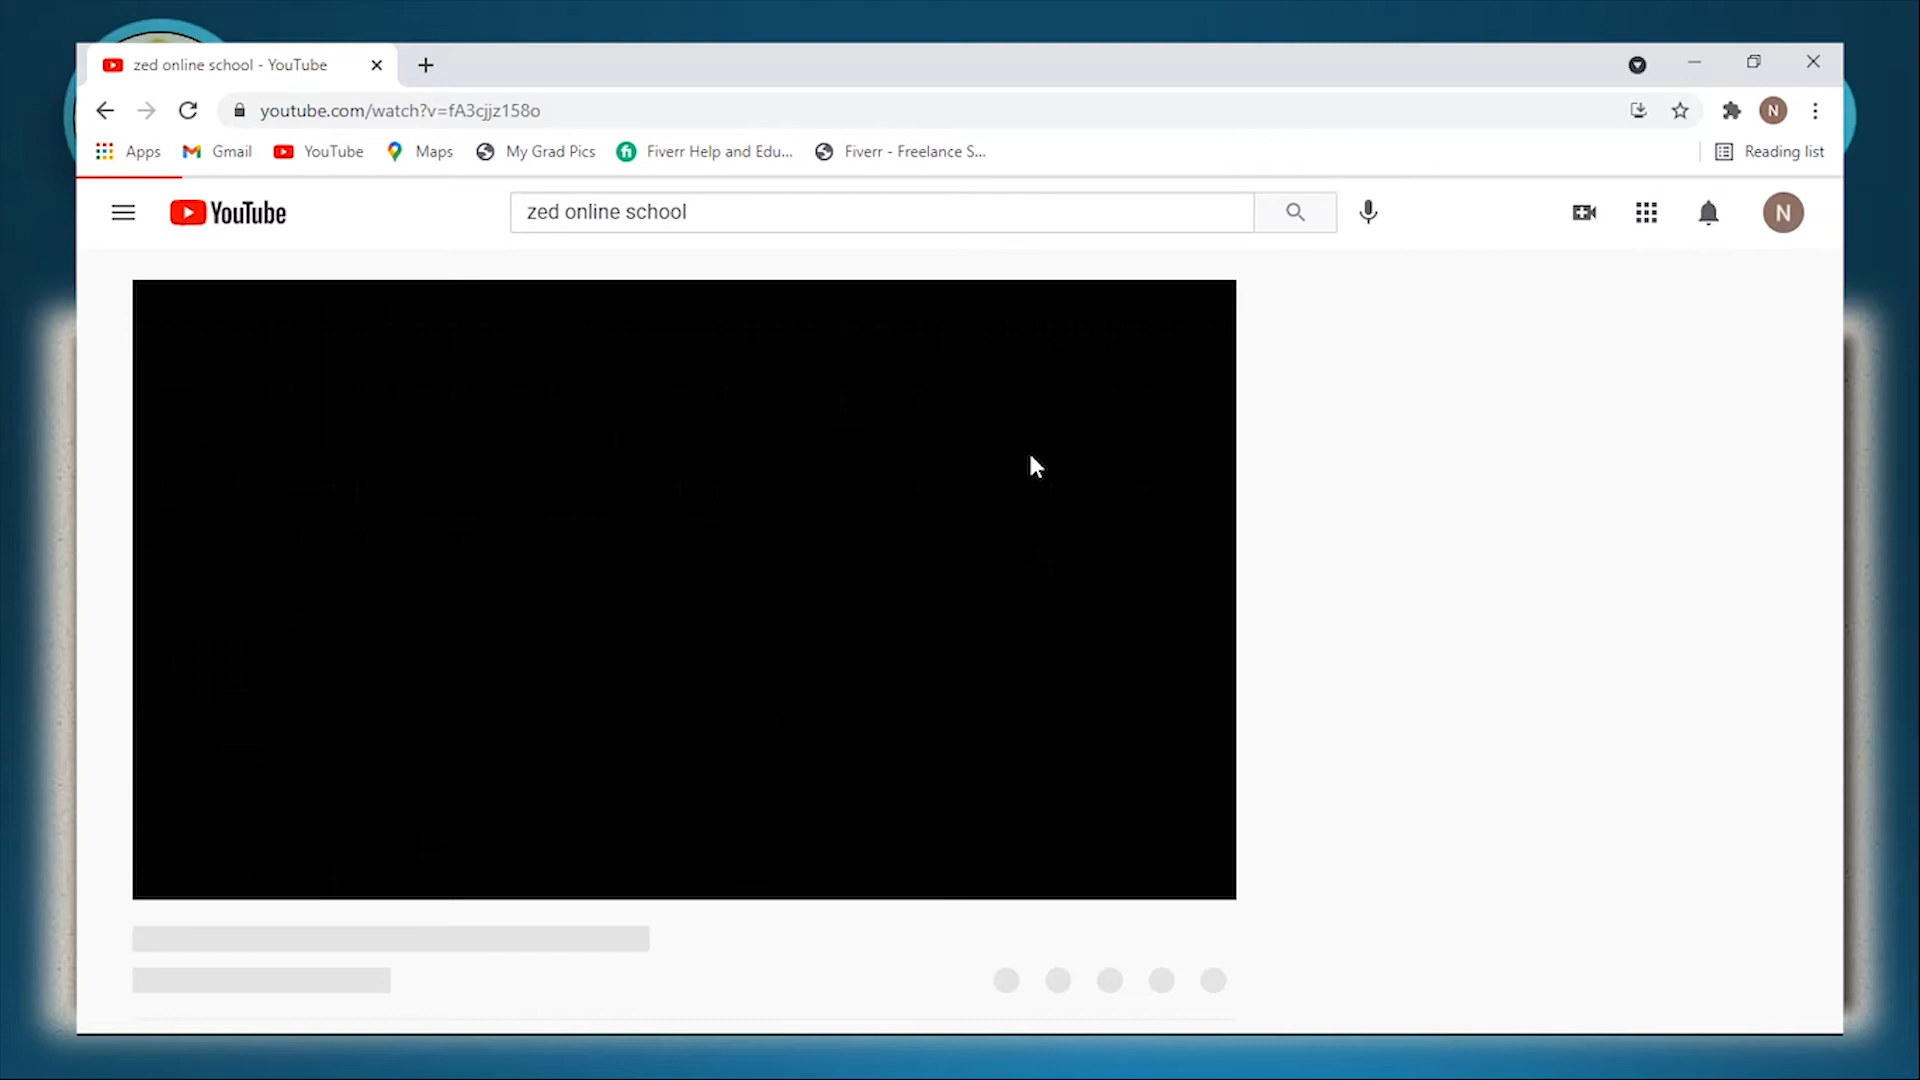 zed online school - YouTube
youtube.com/watch?v=fA3cjjz158o
N
Apps
Gmail
YouTube
Maps
My Grad Pics
Fiverr Help and Edu...
Fiverr - Freelance S...
Reading list
YouTube
zed online school
N